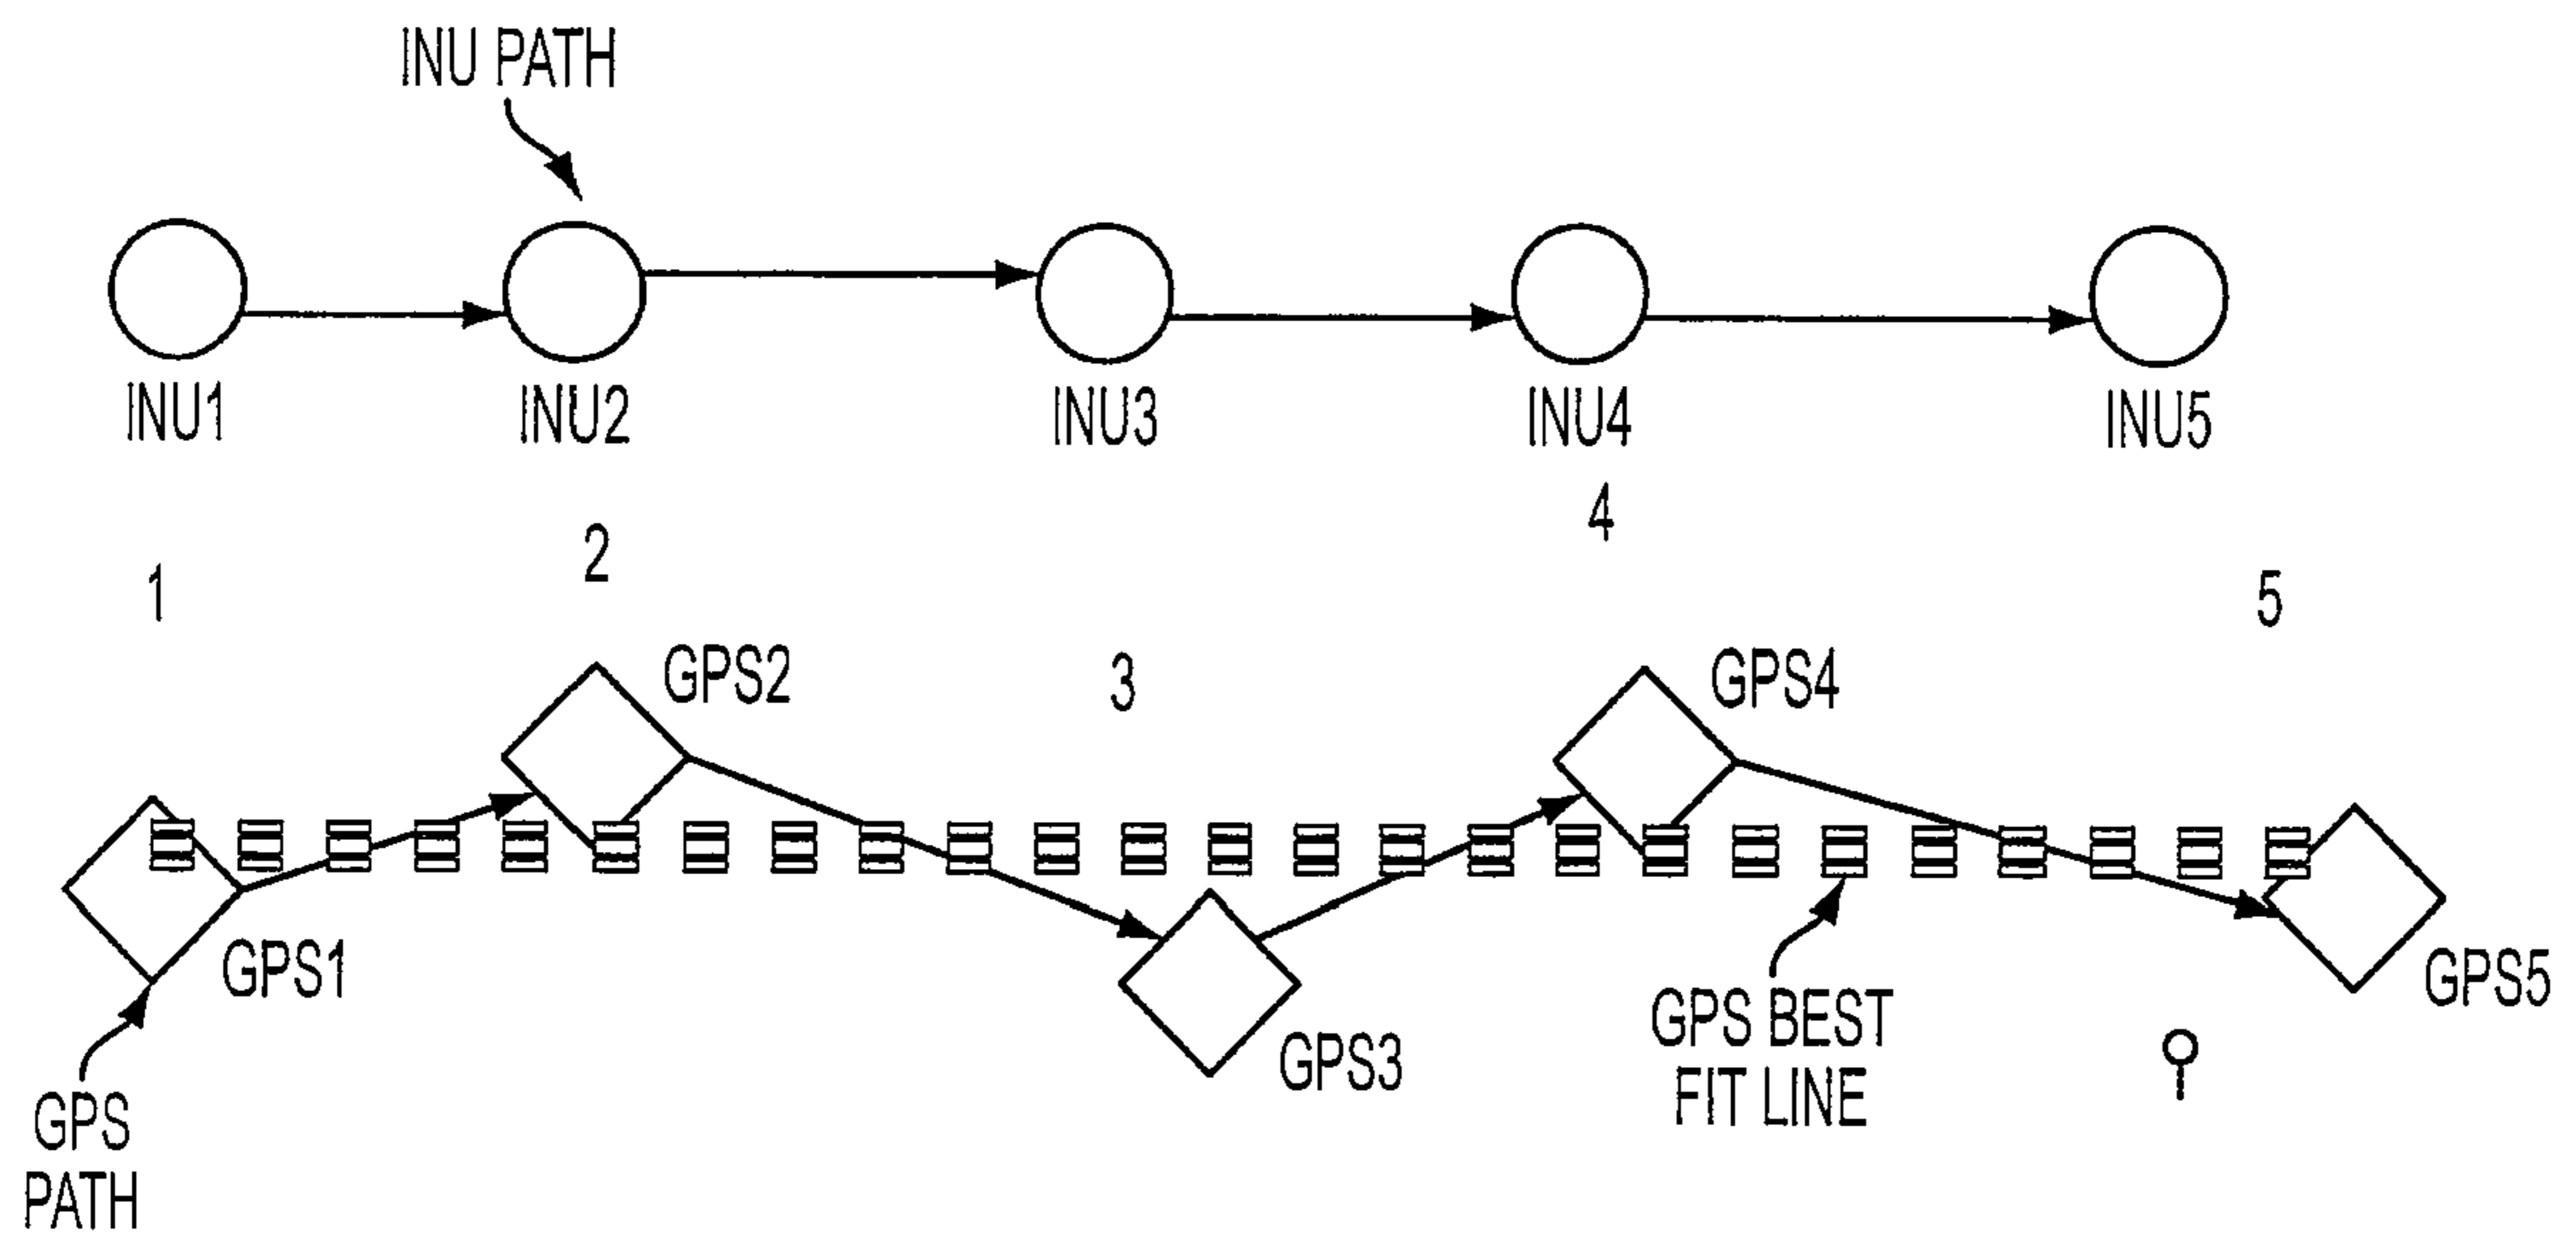 INU PATH
INU1
INU2
INU3
INU4
INU5
1
2
3
4
5
GPS1
GPS2
GPS3
GPS4
GPS5
GPS
PATH
GPS BEST
FIT LINE